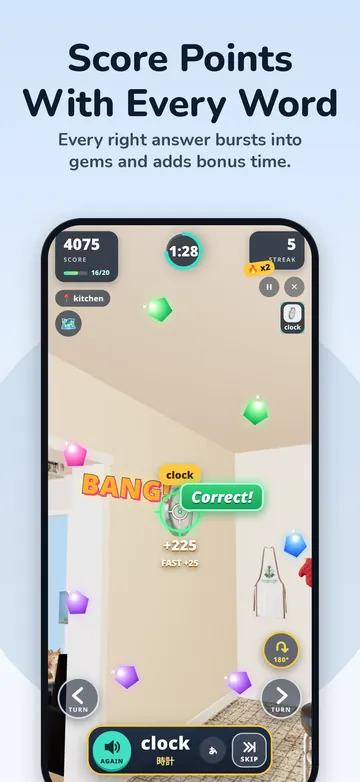 Score Points
With Every Word
Every right answer bursts into
gems and adds bonus time.
4075
SCORE
16/20
1:28
5
STREAK
x2
kitchen
clock
clock
BANG!
Correct!
+225
FAST +25
180°
TURN
TURN
AGAIN
clock
時計
SKIP